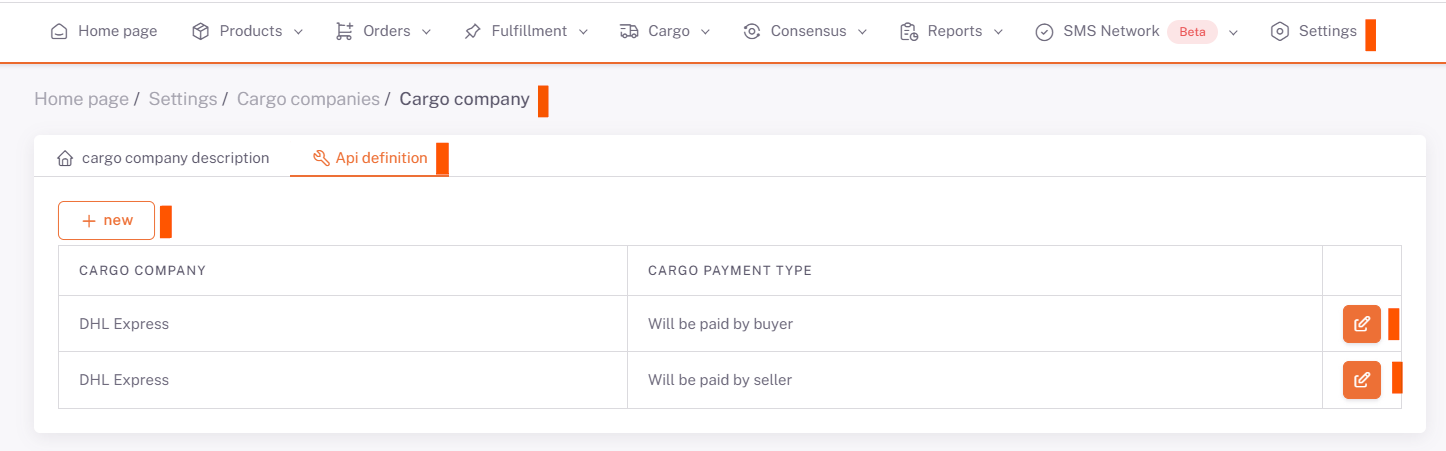 Home page Products Orders Fulfillment Cargo Consensus Reports SMS Network Beta Settings
Home page / Settings / Cargo companies / Cargo company
cargo company description Api definition
+ new
CARGO COMPANY CARGO PAYMENT TYPE
DHL Express Will be paid by buyer
DHL Express Will be paid by seller